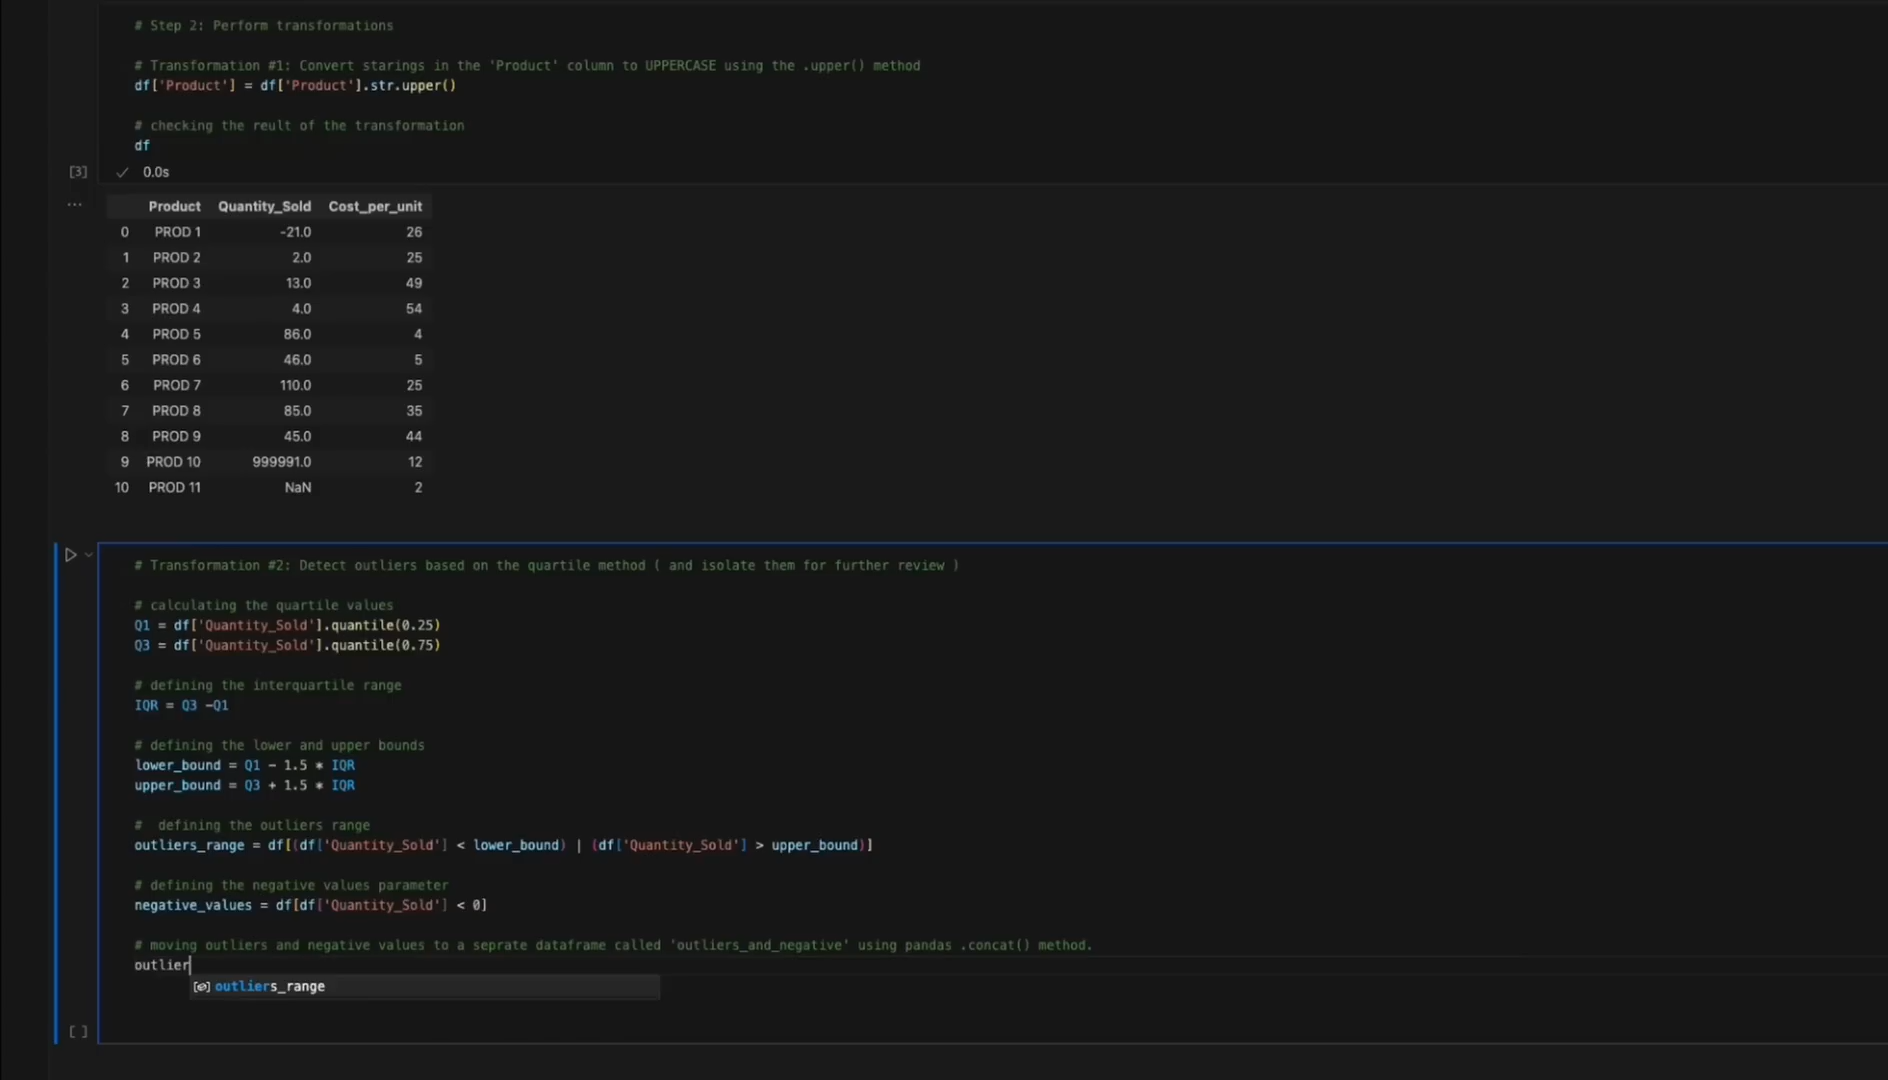 # Step 2: Perform transformations
# Transformation #1: Convert starings in the 'Product' column to UPPERCASE using the .upper() method
df['Product'] = df['Product'].str.upper()
# checking the reult of the transformation
df
[3] ✓ 0.0s
... Product Quantity_Sold Cost_per_unit
0 PROD 1 -21.0 26
1 PROD 2 2.0 25
2 PROD 3 13.0 49
3 PROD 4 4.0 54
4 PROD 5 86.0 4
5 PROD 6 46.0 5
6 PROD 7 110.0 25
7 PROD 8 85.0 35
8 PROD 9 45.0 44
9 PROD 10 999991.0 12
10 PROD 11 NaN 2
# Transformation #2: Detect outliers based on the quartile method ( and isolate them for further review )
# calculating the quartile values
Q1 = df['Quantity_Sold'].quantile(0.25)
Q3 = df['Quantity_Sold'].quantile(0.75)
# defining the interquartile range
IQR = Q3 -Q1
# defining the lower and upper bounds
lower_bound = Q1 - 1.5 * IQR
upper_bound = Q3 + 1.5 * IQR
#  defining the outliers range
outliers_range = df[(df['Quantity_Sold'] < lower_bound) | (df['Quantity_Sold'] > upper_bound)]
# defining the negative values parameter
negative_values = df[df['Quantity_Sold'] < 0]
# moving outliers and negative values to a seprate dataframe called 'outliers_and_negative' using pandas .concat() method.
outlier
outliers_range
[ ]